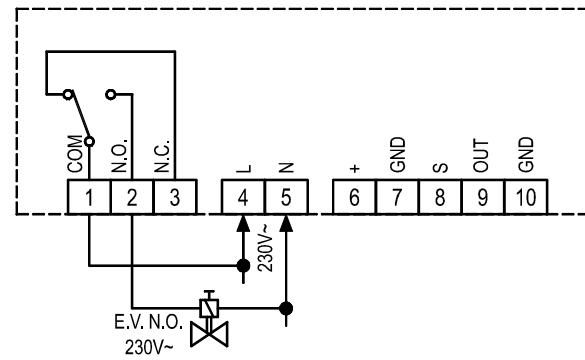 COM
N.O.
N.C.
L
N
+
GND
S
OUT
GND
1 2 3 4 5 6 7 8 9 10
230V~
E.V. N.O.
230V~